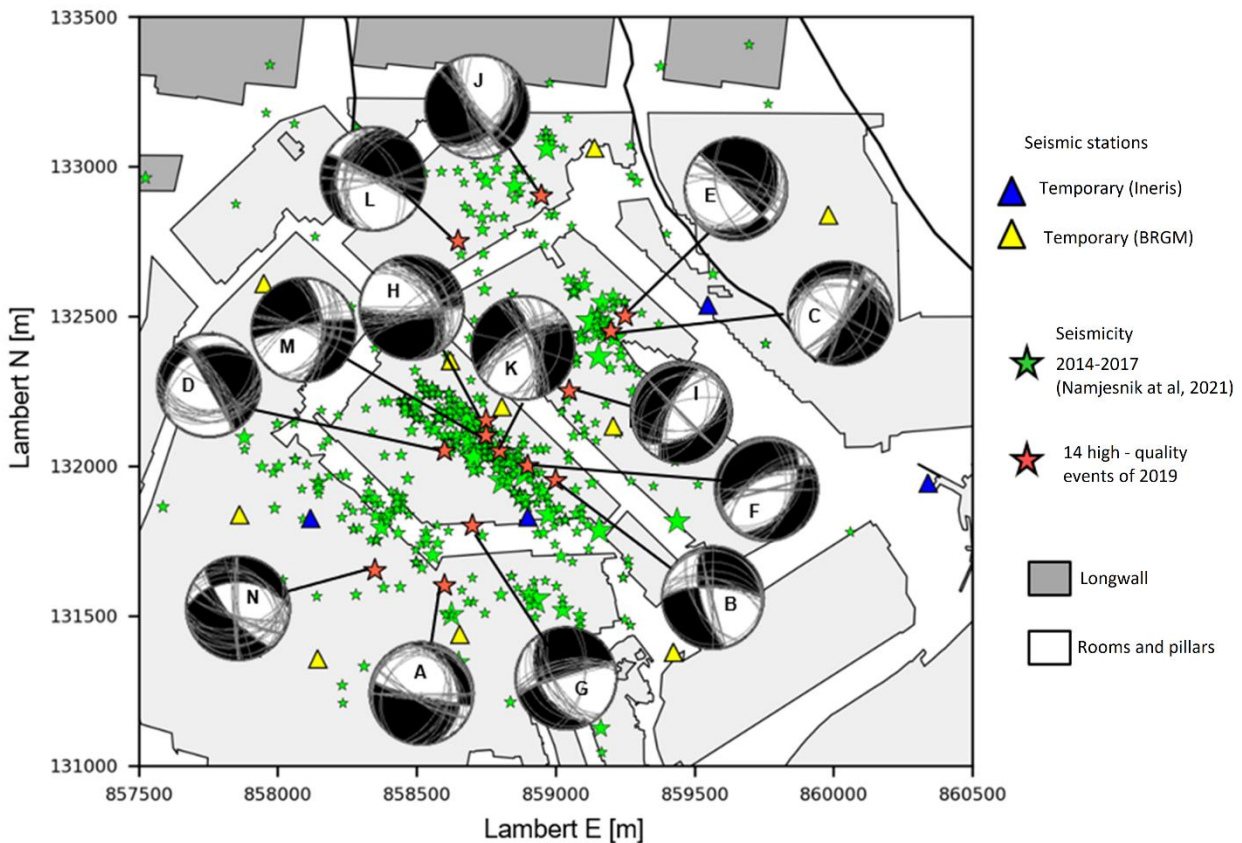 133500
133000
132500
132000
131500
131000
Lambert N [m]
857500 858000 858500 859000 859500 860000 860500
Lambert E [m]
J
L
E
H
M
K
C
D
I
F
N
A
G
B
Seismic stations
Temporary (Ineris)
Temporary (BRGM)
Seismicity
2014-2017
(Namjesnik at al, 2021)
14 high - quality
events of 2019
Longwall
Rooms and pillars